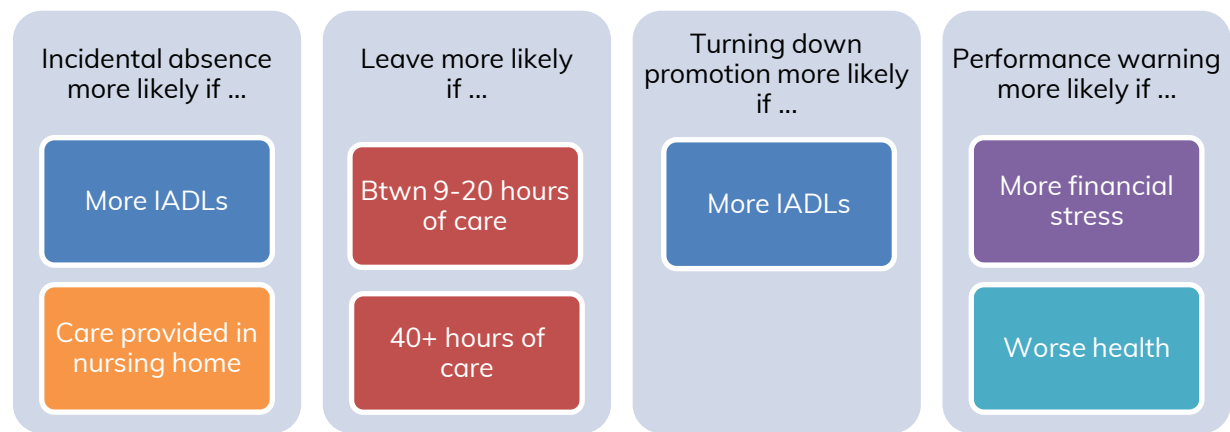 Incidental absence
more likely if ...
More IADLs
Care provided in
nursing home
Leave more likely
if ...
Btwn 9-20 hours
of care
40+ hours of
care
Turning down
promotion more likely
if ...
More IADLs
Performance warning
more likely if ...
More financial
stress
Worse health